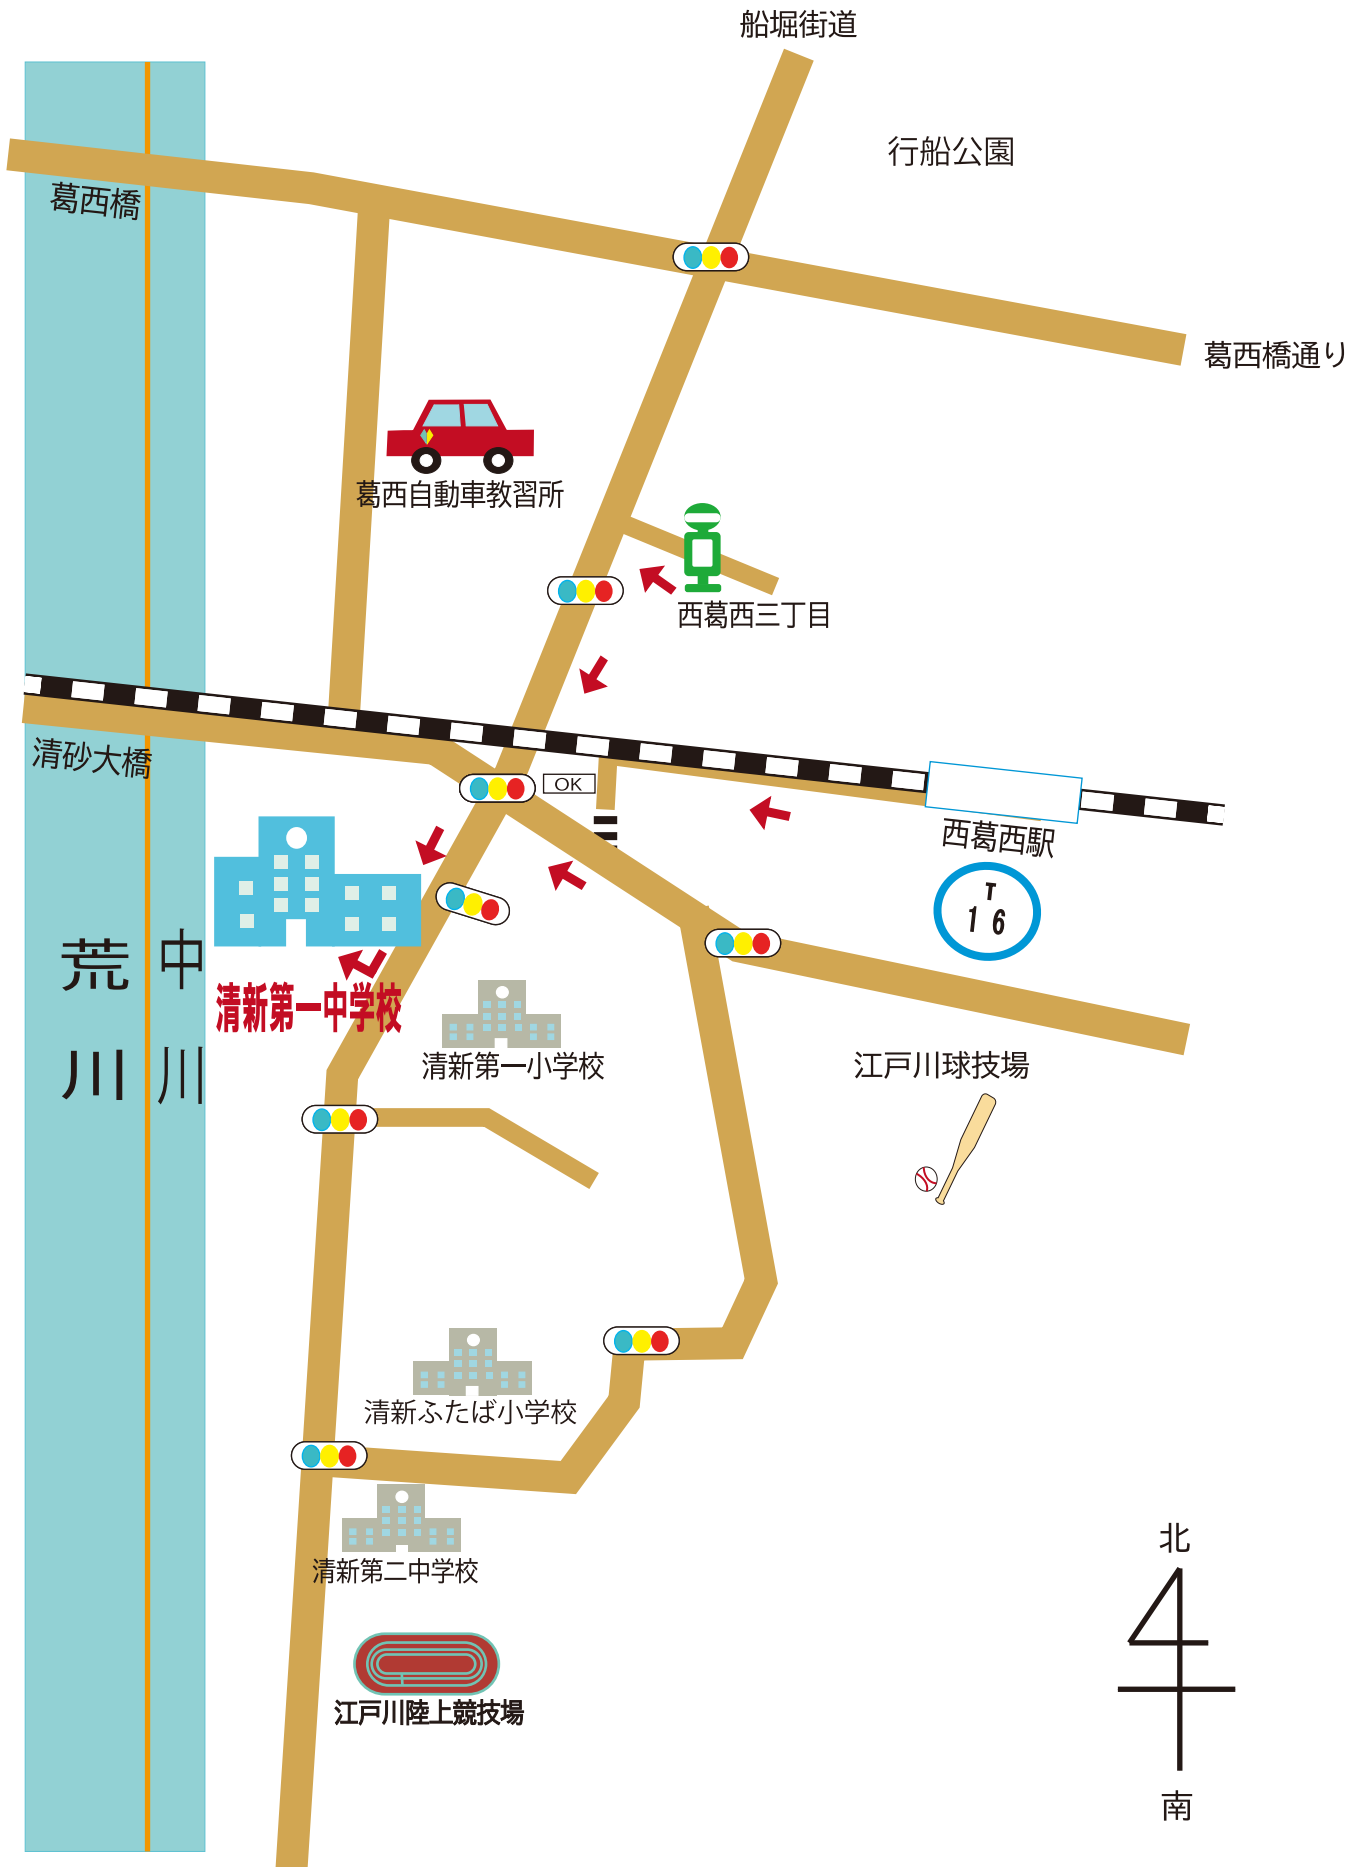 船堀街道
行船公園
葛西橋
葛西橋通り
葛西自動車教習所
西葛西三丁目
清砂大橋
OK
西葛西駅
T
16
荒川
中川
清新第一中学校
清新第一小学校
江戸川球技場
清新ふたば小学校
清新第二中学校
江戸川陸上競技場
北
南